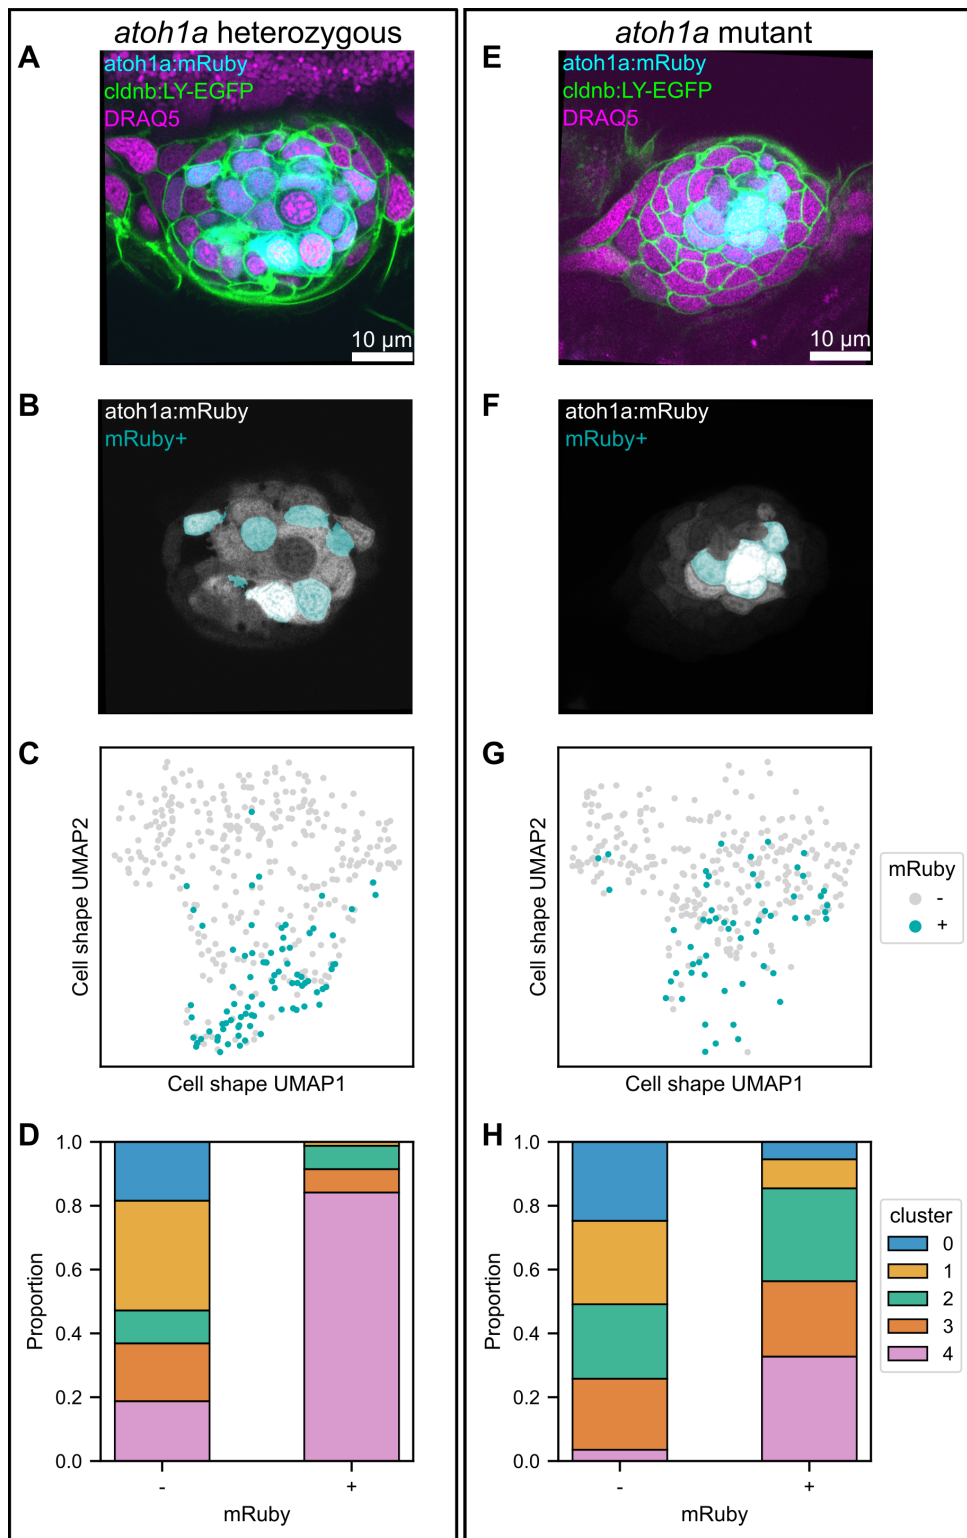 atoh1a heterozygous
A
atoh1a:mRuby
cldnb:LY-EGFP
DRAQ5
10 μm
B
atoh1a:mRuby
mRuby+
C
Cell shape UMAP2
Cell shape UMAP1
D
1.0
0.8
0.6
0.4
0.2
0.0
Proportion
- +
mRuby
atoh1a mutant
E
atoh1a:mRuby
cldnb:LY-EGFP
DRAQ5
10 μm
F
atoh1a:mRuby
mRuby+
G
Cell shape UMAP2
Cell shape UMAP1
mRuby
-
+
H
1.0
0.8
0.6
0.4
0.2
0.0
Proportion
- +
mRuby
cluster
0
1
2
3
4